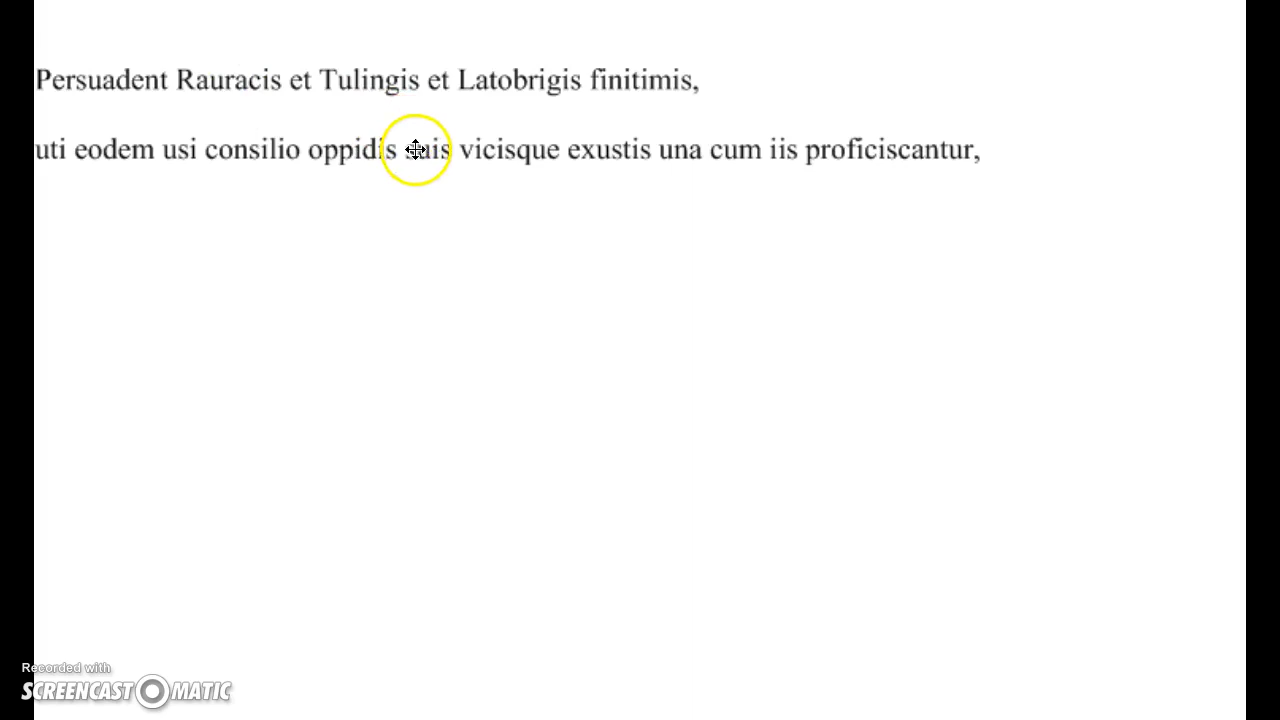 Persuadent Rauracis et Tulingis et Latobrigis finitimis,
uti eodem usi consilio oppidis suis vicisque exustis una cum iis proficiscantur,
Recorded with
SCREENCAST MATIC